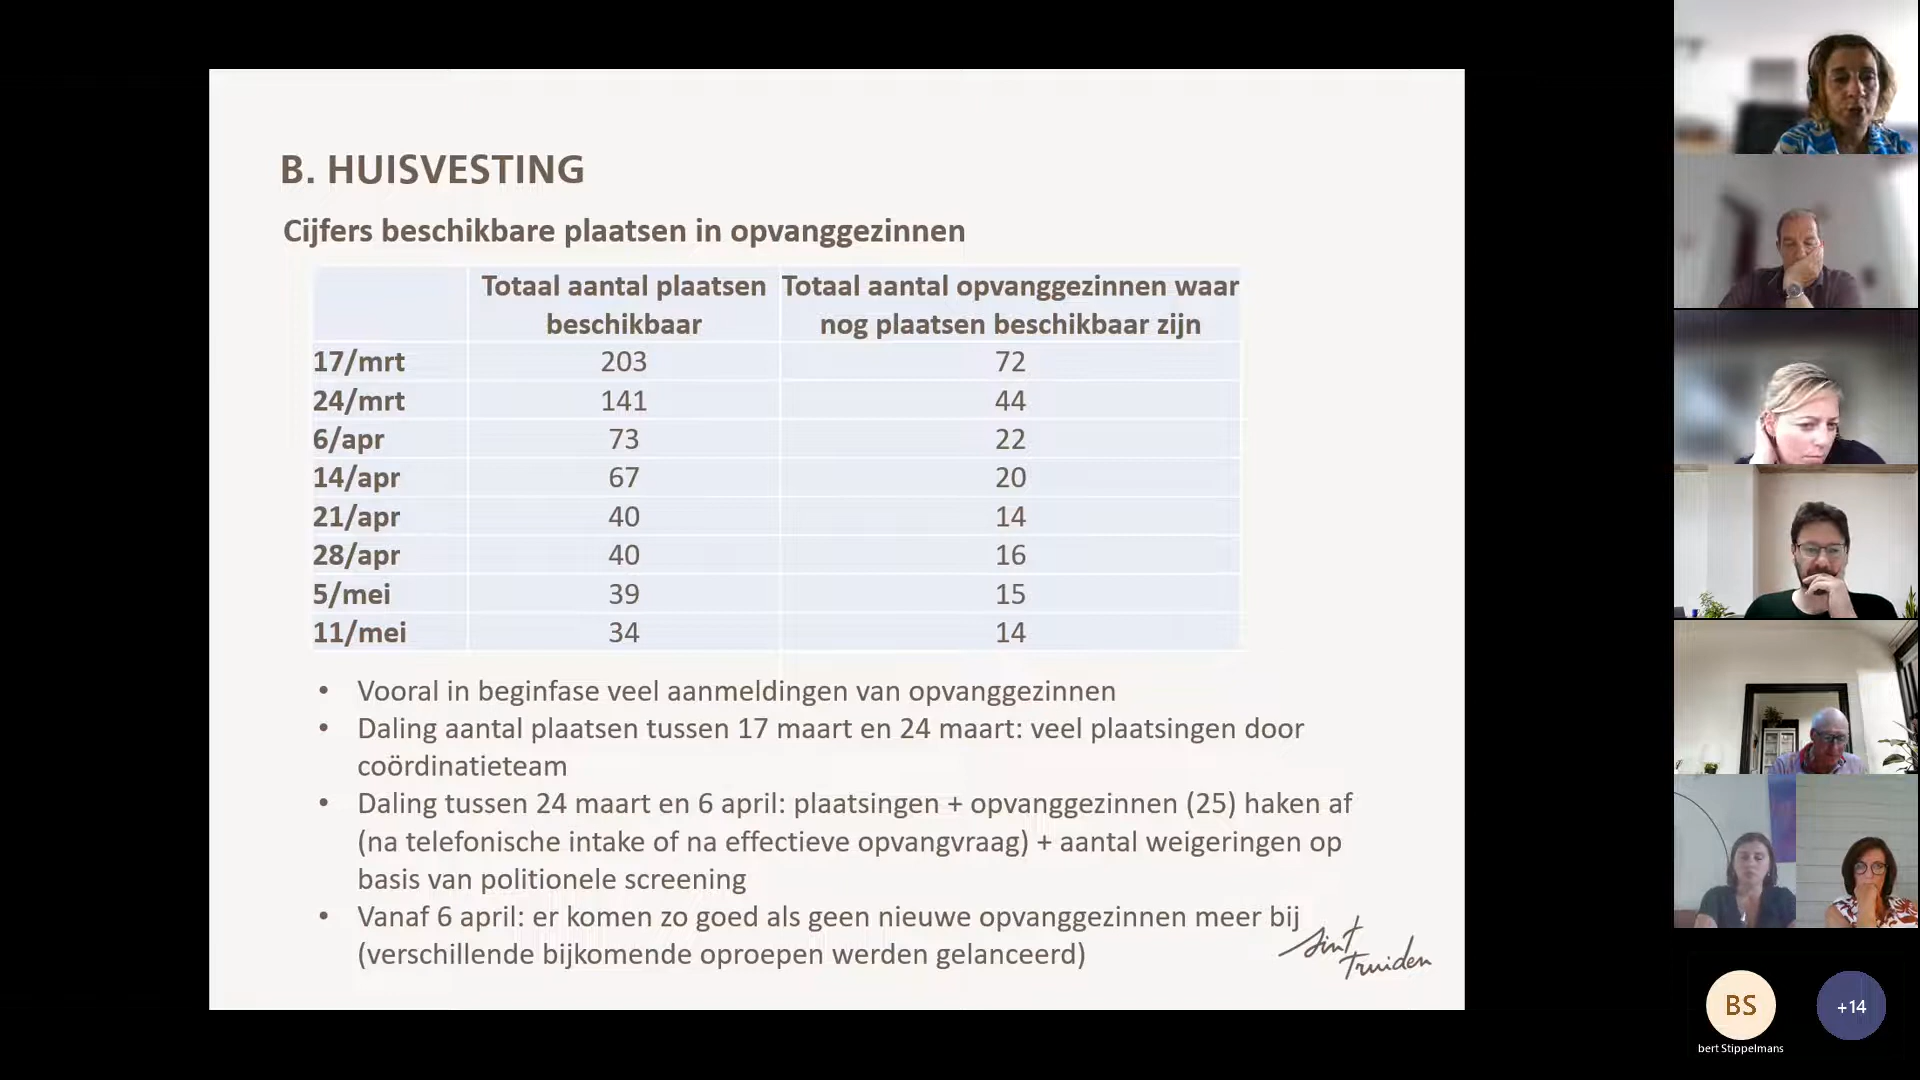 B. HUISVESTING
Cijfers beschikbare plaatsen in opvanggezinnen
Totaal aantal plaatsen beschikbaar
Totaal aantal opvanggezinnen waar nog plaatsen beschikbaar zijn
17/mrt 203 72
24/mrt 141 44
6/apr 73 22
14/apr 67 20
21/apr 40 14
28/apr 40 16
5/mei 39 15
11/mei 34 14
• Vooral in beginfase veel aanmeldingen van opvanggezinnen
• Daling aantal plaatsen tussen 17 maart en 24 maart: veel plaatsingen door
coördinatieteam
• Daling tussen 24 maart en 6 april: plaatsingen + opvanggezinnen (25) haken af
(na telefonische intake of na effectieve opvangvraag) + aantal weigeringen op
basis van politionele screening
• Vanaf 6 april: er komen zo goed als geen nieuwe opvanggezinnen meer bij
(verschillende bijkomende oproepen werden gelanceerd)
Sint
Truiden
BS
+14
bert Stippelmans